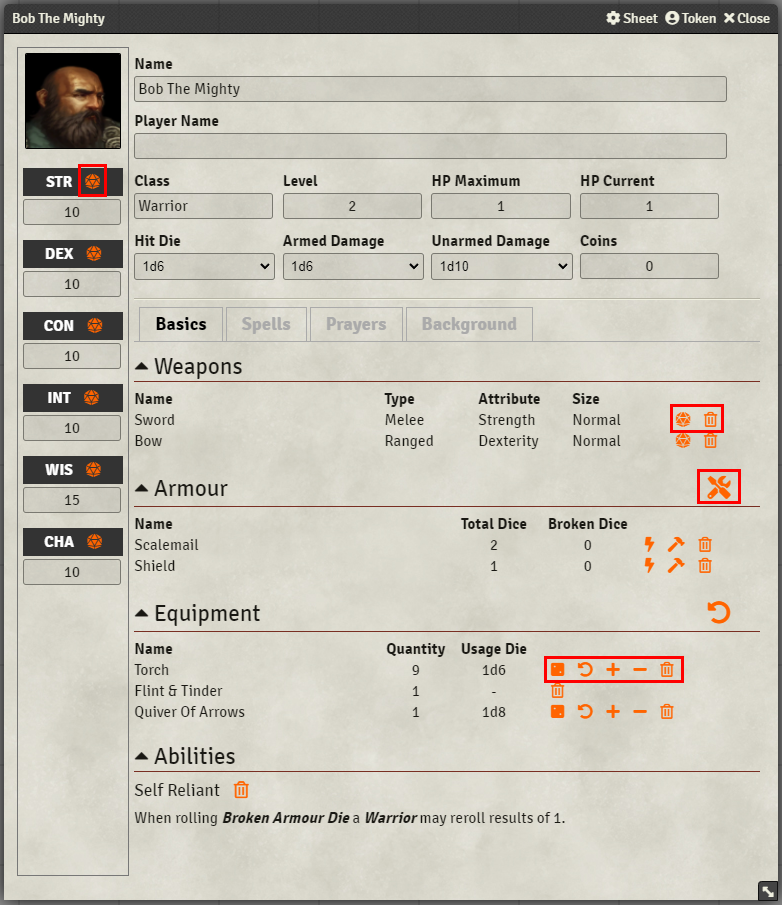 Bob The Mighty Sheet Token Close
Name
Bob The Mighty
Player Name
STR
10
DEX
10
CON
10
INT
10
WIS
15
CHA
10
Class Level HP Maximum HP Current
Warrior 2 1 1
Hit Die Armed Damage Unarmed Damage Coins
1d6 1d6 1d10 0
Basics Spells Prayers Background
Weapons
Name Type Attribute Size
Sword Melee Strength Normal
Bow Ranged Dexterity Normal
Armour
Name Total Dice Broken Dice
Scalemail 2 0
Shield 1 0
Equipment
Name Quantity Usage Die
Torch 9 1d6
Flint & Tinder 1 -
Quiver Of Arrows 1 1d8
Abilities
Self Reliant
When rolling Broken Armour Die a Warrior may reroll results of 1.